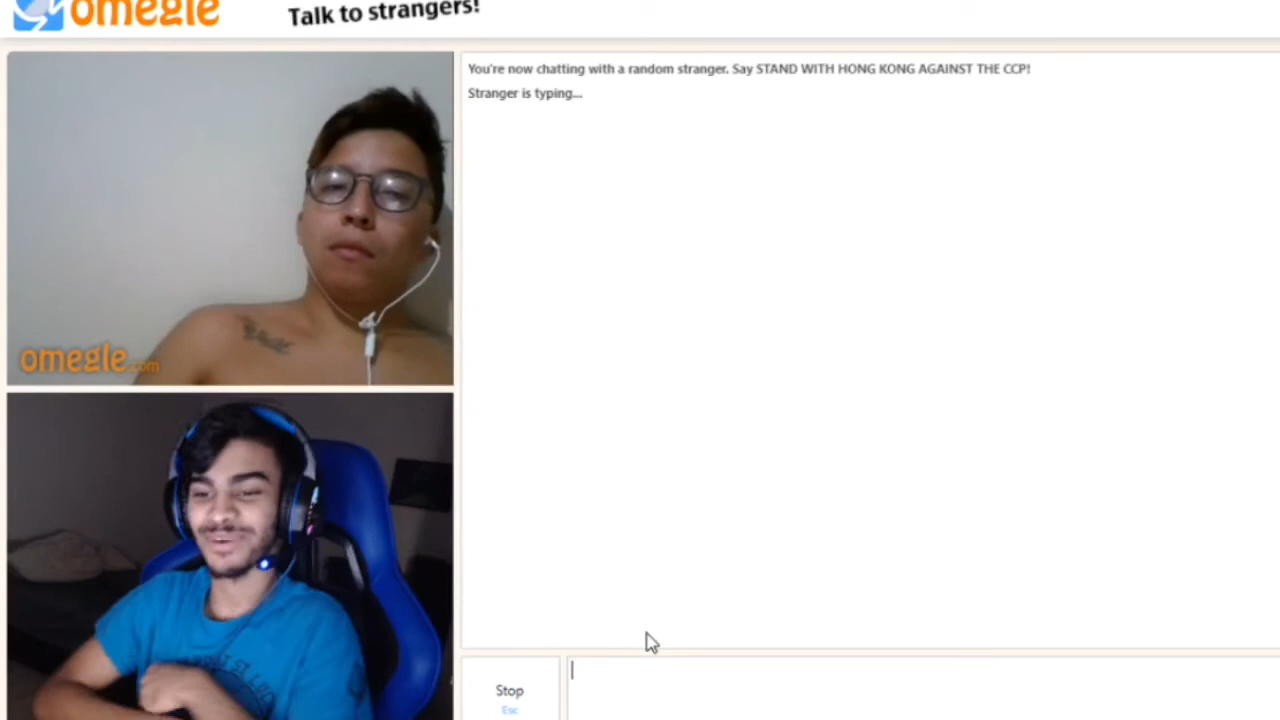 omegle
Talk to strangers!
You're now chatting with a random stranger. Say STAND WITH HONG KONG AGAINST THE CCP!
Stranger is typing...
omegle.com
Stop
Esc